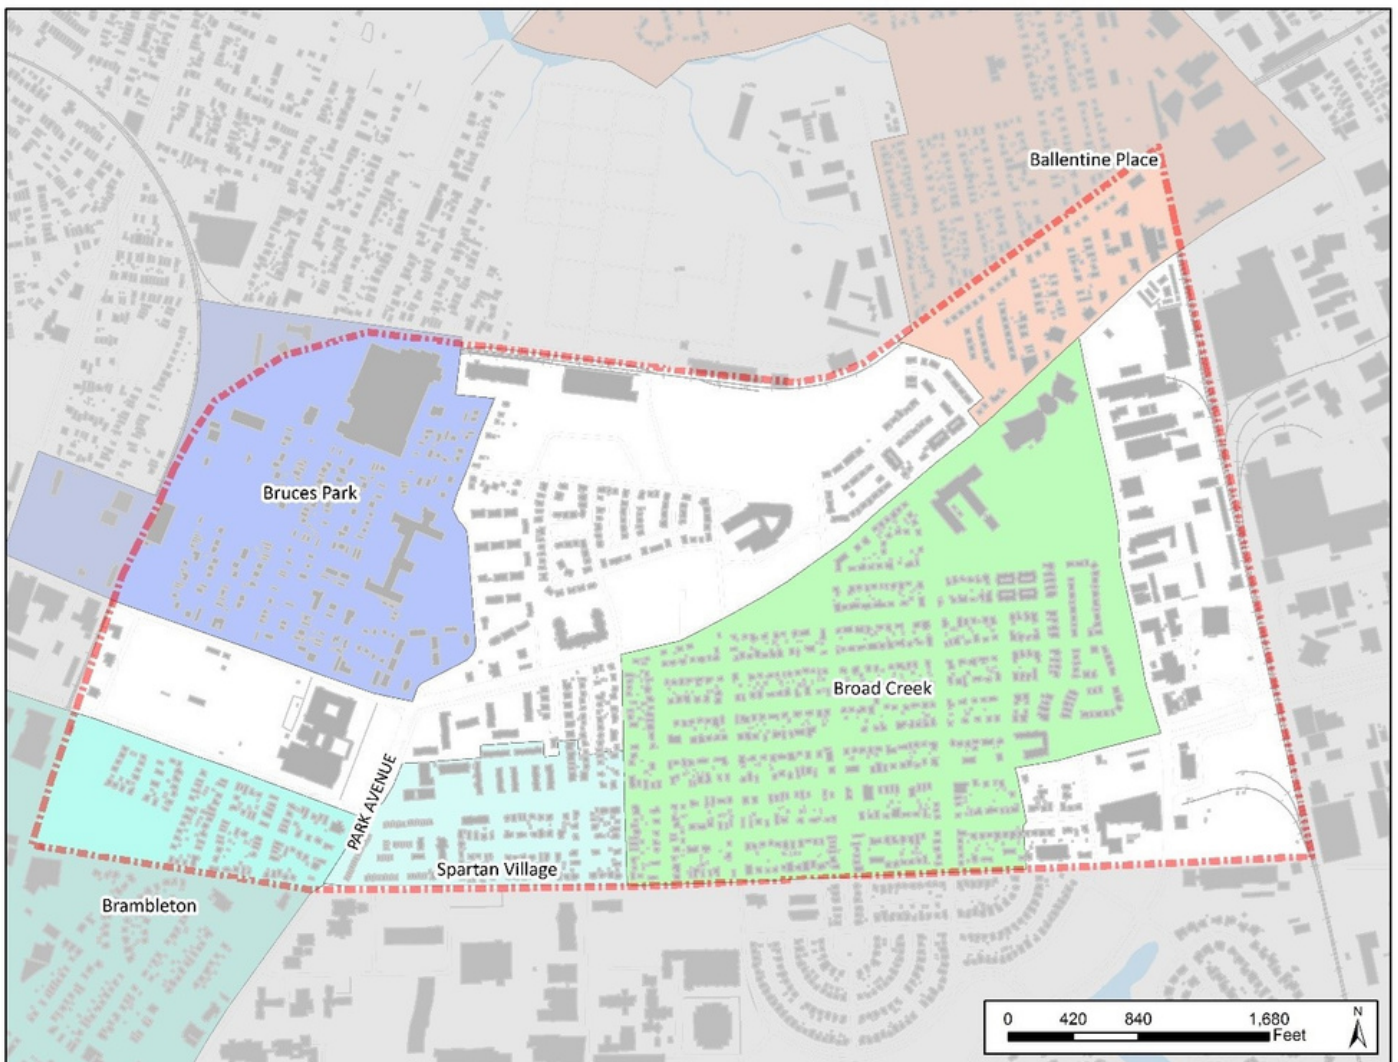 Ballentine Place
Bruces Park
Broad Creek
PARK AVENUE
Spartan Village
Brambleton
0 420 840 1,680
Feet
N